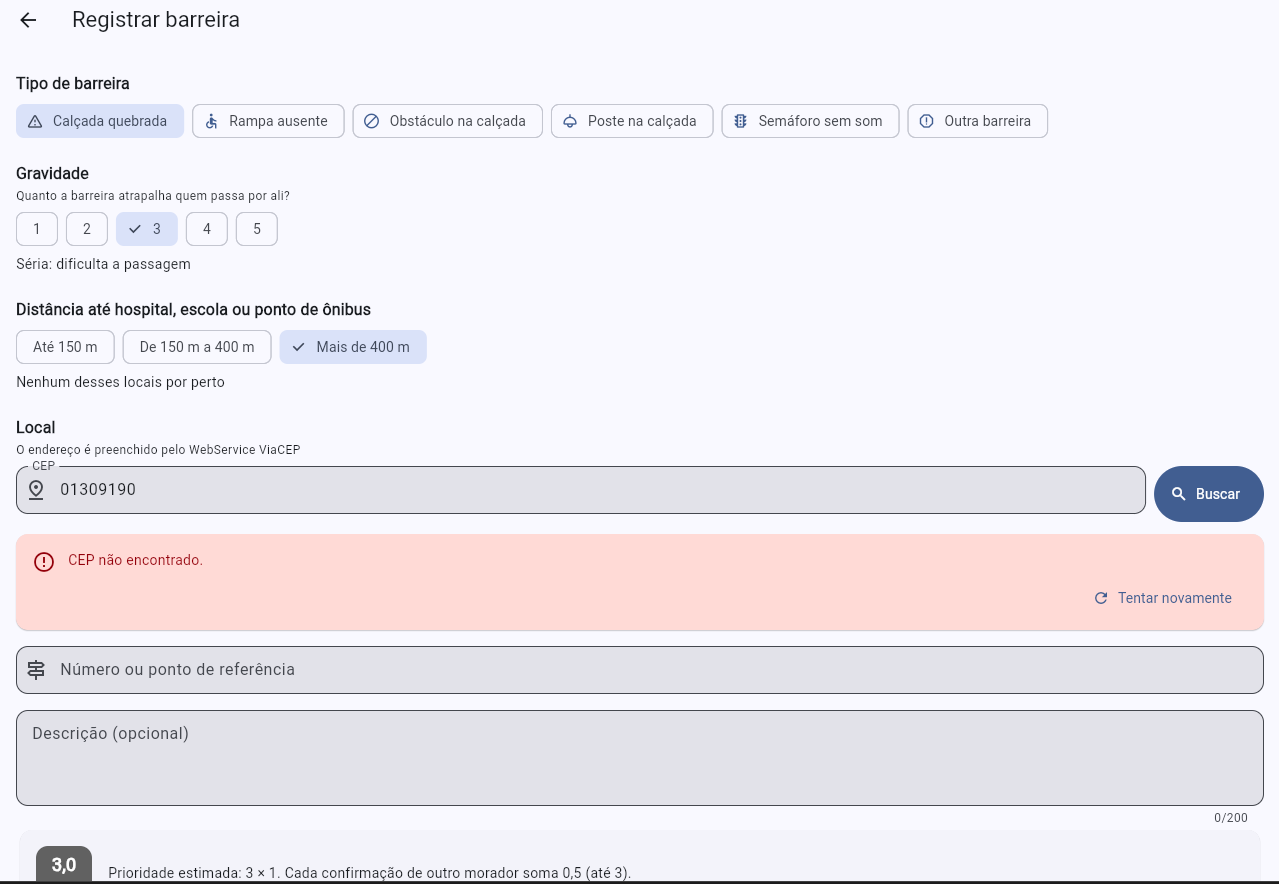 Registrar barreira
Tipo de barreira
Calçada quebrada Rampa ausente Obstáculo na calçada Poste na calçada Semáforo sem som Outra barreira
Gravidade
Quanto a barreira atrapalha quem passa por ali?
1 2 3 4 5
Séria: dificulta a passagem
Distância até hospital, escola ou ponto de ônibus
Até 150 m De 150 m a 400 m Mais de 400 m
Nenhum desses locais por perto
Local
O endereço é preenchido pelo WebService ViaCEP
CEP
01309190 Buscar
CEP não encontrado.
Tentar novamente
Número ou ponto de referência
Descrição (opcional)
0/200
3,0 Prioridade estimada: 3 × 1. Cada confirmação de outro morador soma 0,5 (até 3).